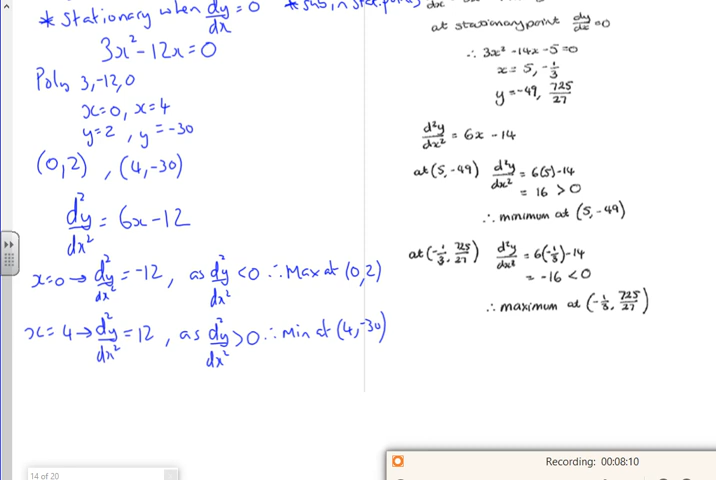 * Stationary when dy/dx = 0
* sub in stat. points
3x² - 12x = 0
Poly 3, -12, 0
x=0, x=4
y=2, y=-30
(0,2), (4,-30)
d²y/dx² = 6x - 12
x=0 → d²y/dx² = -12, as d²y/dx² < 0 ∴ Max at (0,2)
x=4 → d²y/dx² = 12, as d²y/dx² > 0 ∴ Min at (4,-30)
dx
at stationary point dy/dx = 0
∴ 3x² - 14x - 5 = 0
x = 5, -1/3
y = -49, 725/27
d²y/dx² = 6x - 14
at (5, -49) d²y/dx² = 6(5) - 14
= 16 > 0
∴ minimum at (5, -49)
at (-1/3, 725/27) d²y/dx² = 6(-1/3) - 14
= -16 < 0
∴ maximum at (-1/3, 725/27)
14 of 20
Recording: 00:08:10